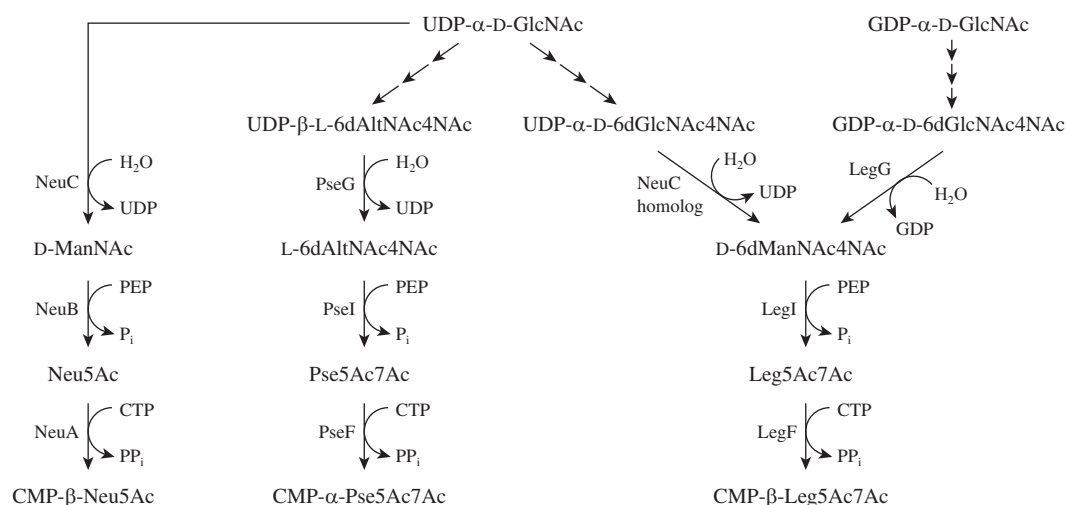 UDP-α-D-GlcNAc GDP-α-D-GlcNAc
UDP-β-L-6dAltNAc4NAc UDP-α-D-6dGlcNAc4NAc GDP-α-D-6dGlcNAc4NAc
NeuC H₂O UDP
PseG H₂O UDP
NeuC
homolog
H₂O UDP
LegG H₂O GDP
D-ManNAc L-6dAltNAc4NAc D-6dManNAc4NAc
NeuB PEP Pᵢ
PseI PEP Pᵢ
LegI PEP Pᵢ
Neu5Ac Pse5Ac7Ac Leg5Ac7Ac
NeuA CTP PPᵢ
PseF CTP PPᵢ
LegF CTP PPᵢ
CMP-β-Neu5Ac CMP-α-Pse5Ac7Ac CMP-β-Leg5Ac7Ac